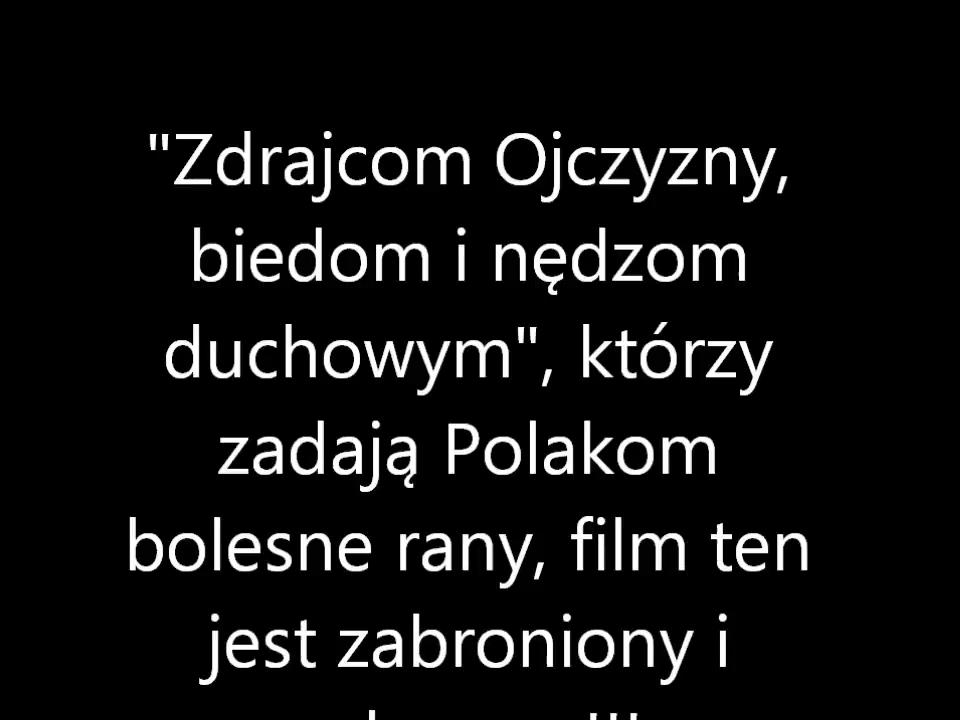 "Zdrajcom Ojczyzny,
biedom i nędzom
duchowym", którzy
zadają Polakom
bolesne rany, film ten
jest zabroniony i